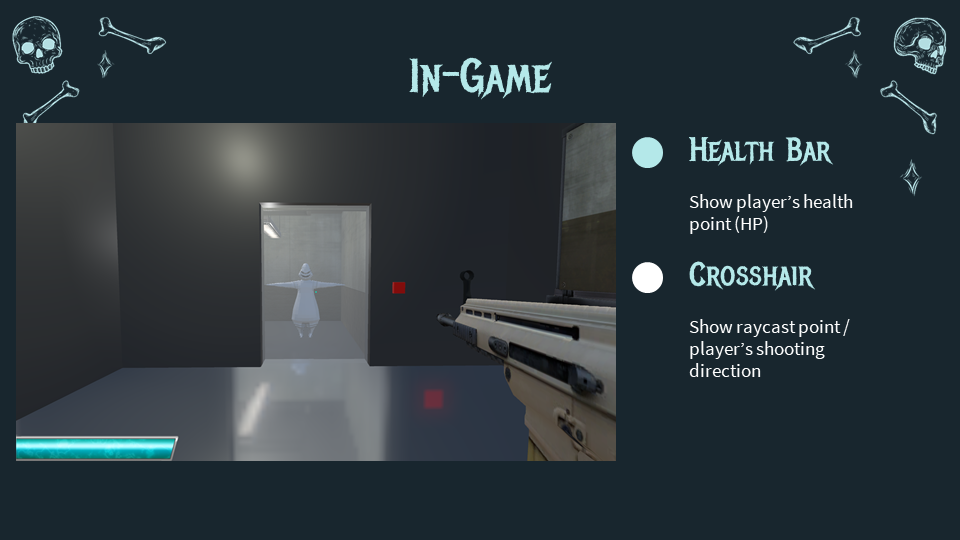 In-Game
Health Bar
Show player's health
point (HP)
Crosshair
Show raycast point /
player's shooting
direction